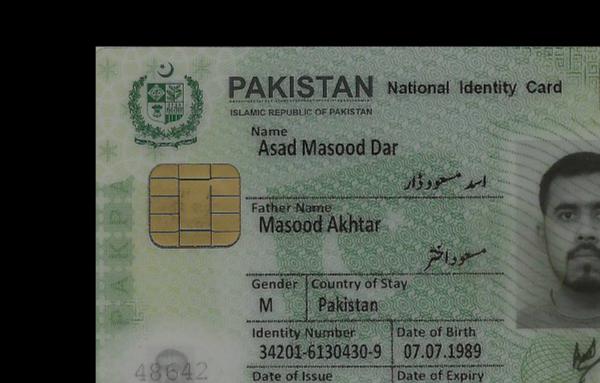 PAKISTAN National Identity Card
ISLAMIC REPUBLIC OF PAKISTAN
Name
Asad Masood Dar
اسد مسعود ڈار
Father Name
Masood Akhtar
مسعود اختر
Gender Country of Stay
M Pakistan
Identity Number Date of Birth
34201-6130430-9 07.07.1989
48642
Date of Issue Date of Expiry